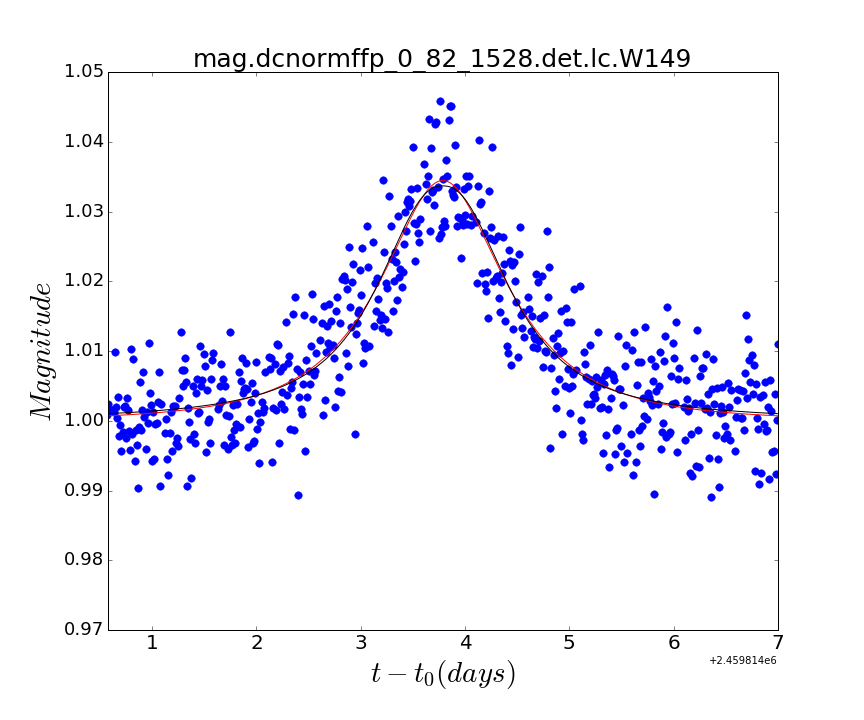 mag.dcnormffp_0_82_1528.det.lc.W149
1.05
1.04
1.03
1.02
1.01
1.00
0.99
0.98
0.97
Magnitude
1 2 3 4 5 6 7
+2.459814e6
t − t₀(days)